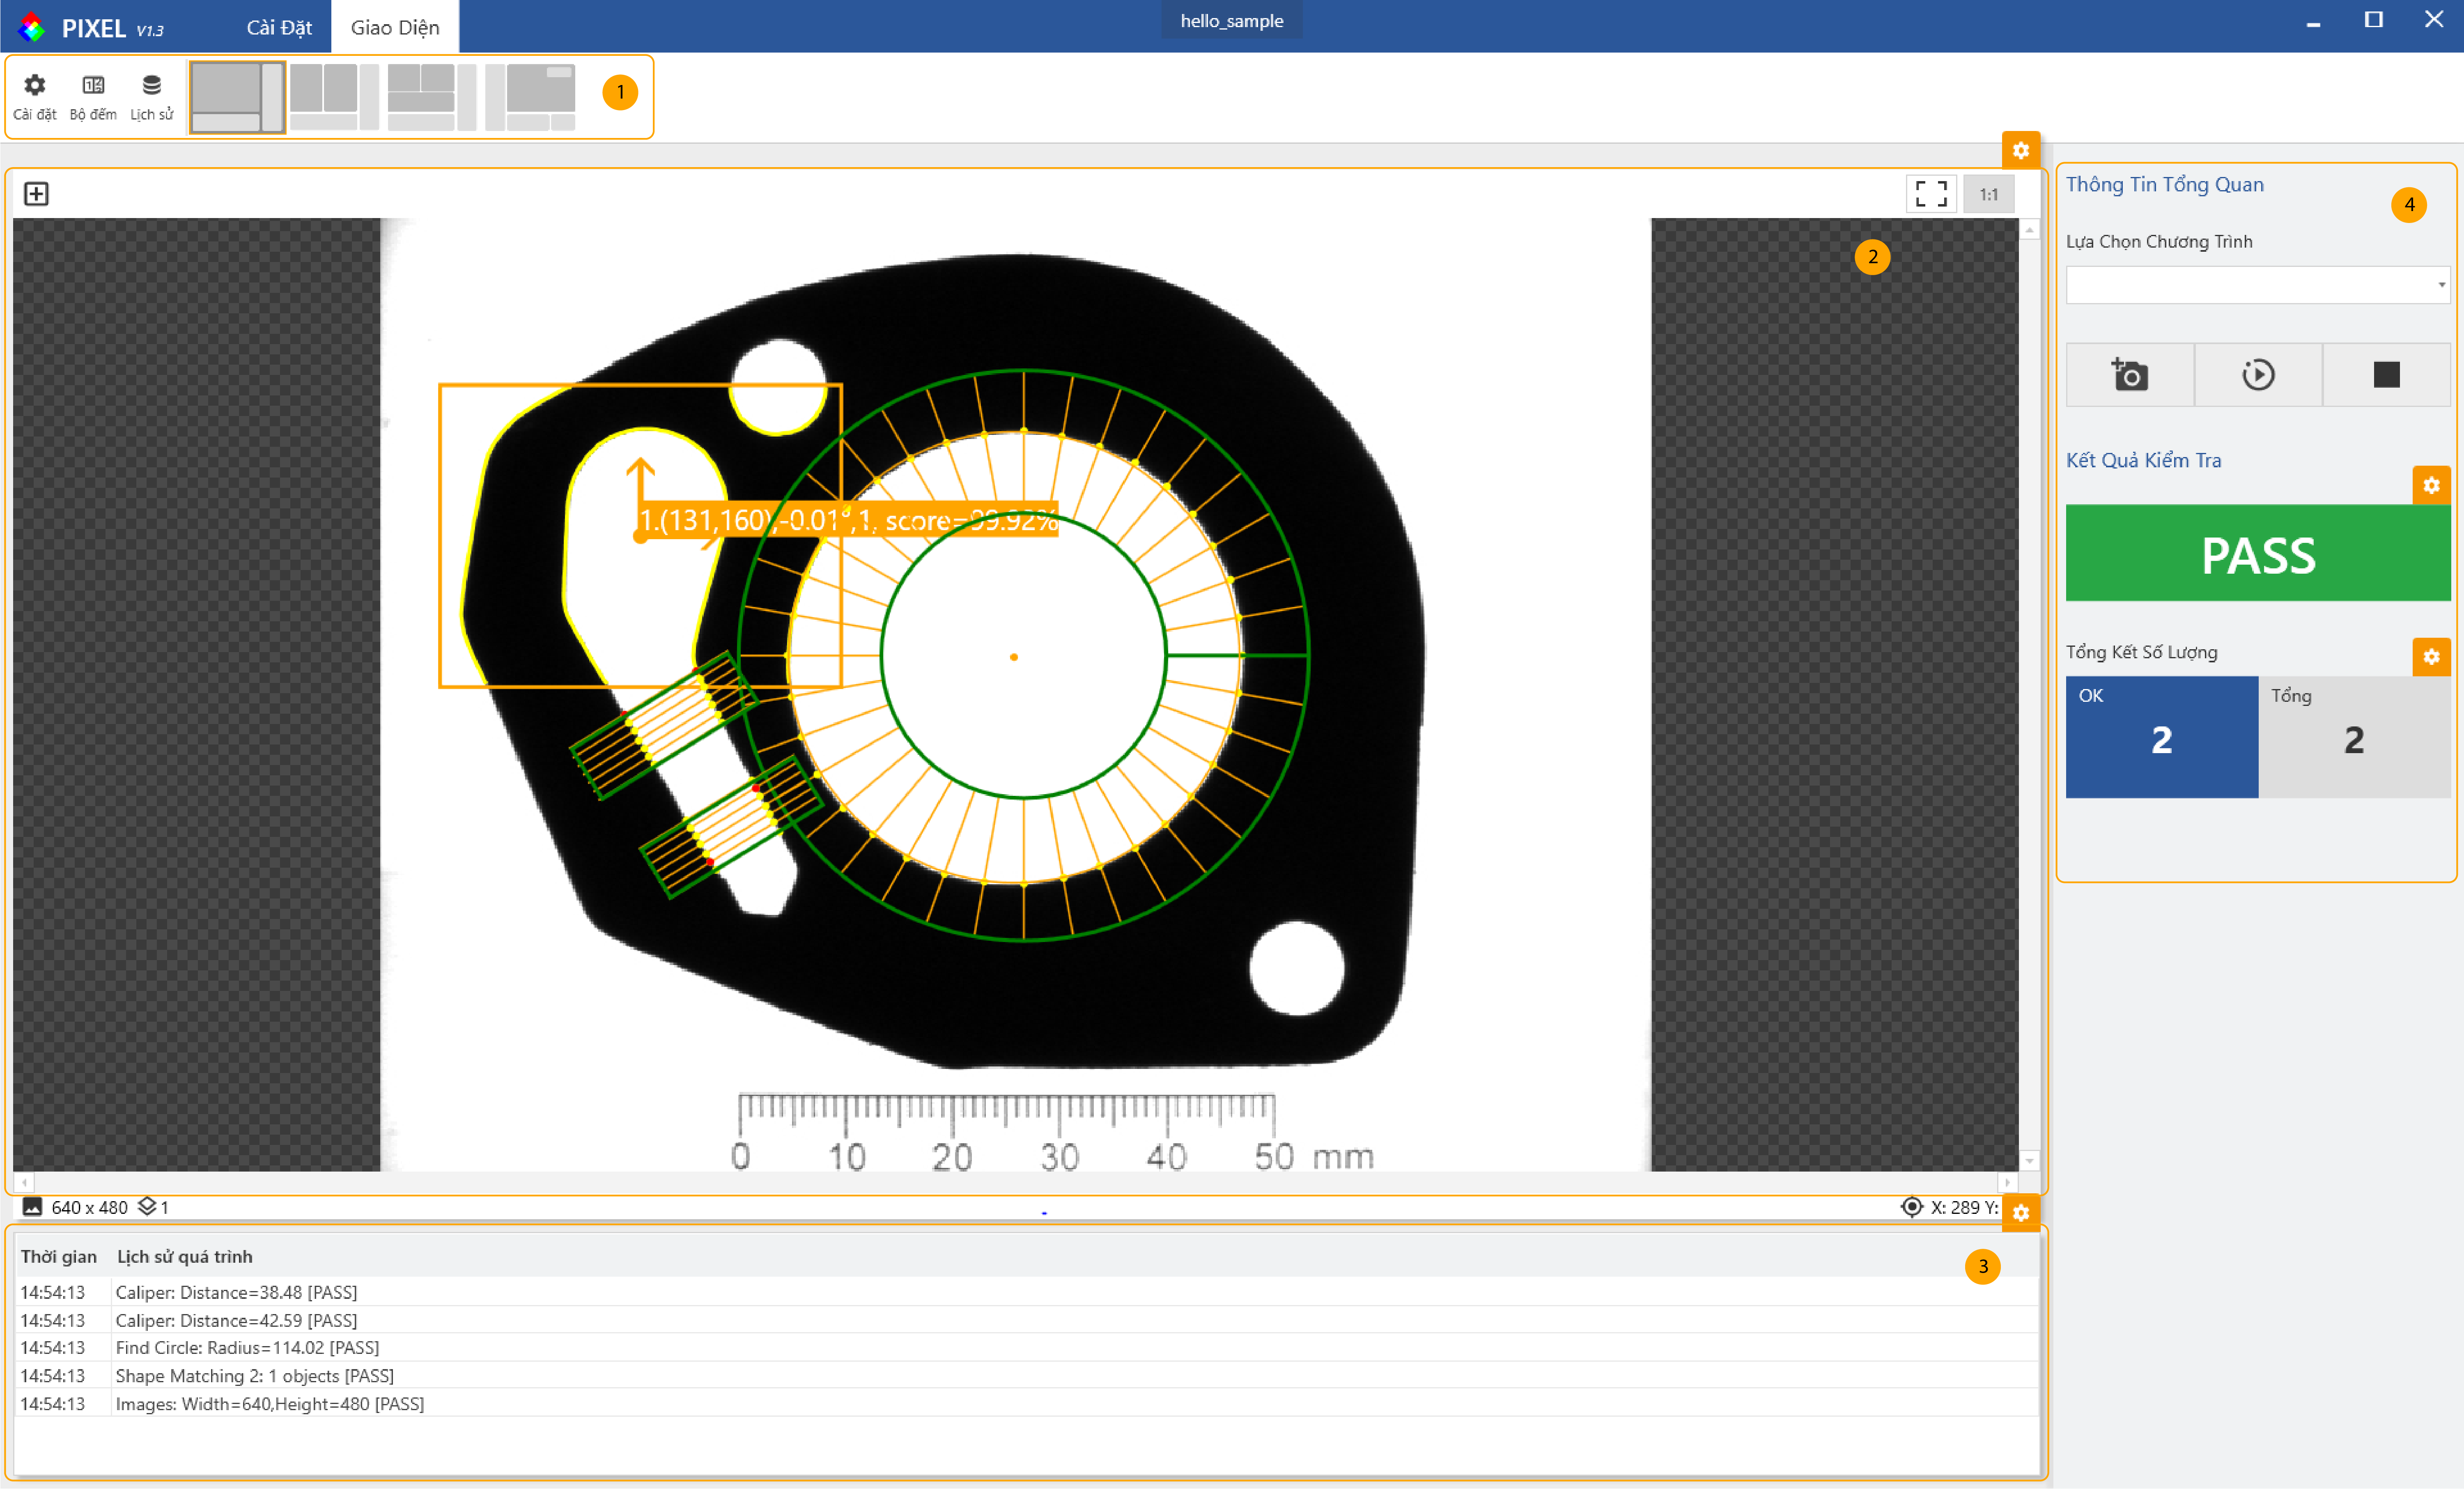 PIXEL V1.3
Cài Đặt
Giao Diện
hello_sample
Cài đặt
Bộ đếm
Lịch sử
1
1:1
2
1.(131,160),-0.01°,1, score=99.92%
0 10 20 30 40 50 mm
640 x 480 1
X: 289 Y:
Thời gian Lịch sử quá trình
3
14:54:13 Caliper: Distance=38.48 [PASS]
14:54:13 Caliper: Distance=42.59 [PASS]
14:54:13 Find Circle: Radius=114.02 [PASS]
14:54:13 Shape Matching 2: 1 objects [PASS]
14:54:13 Images: Width=640,Height=480 [PASS]
Thông Tin Tổng Quan
4
Lựa Chọn Chương Trình
Kết Quả Kiểm Tra
PASS
Tổng Kết Số Lượng
OK
2
Tổng
2